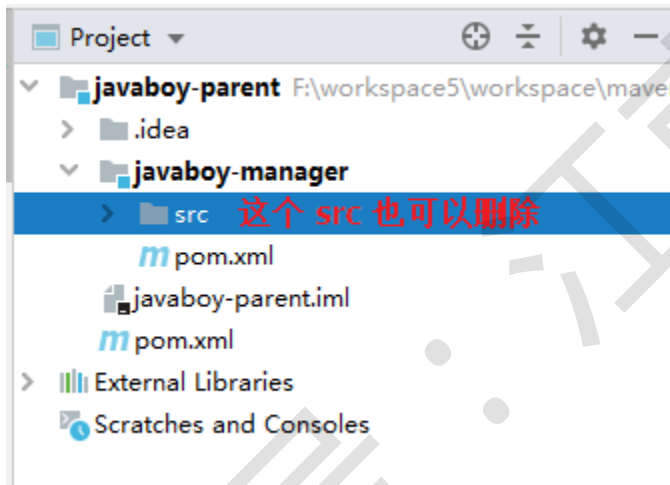 Project
javaboy-parent F:\workspace5\workspace\mave
.idea
javaboy-manager
src 这个 src 也可以删除
pom.xml
javaboy-parent.iml
pom.xml
External Libraries
Scratches and Consoles